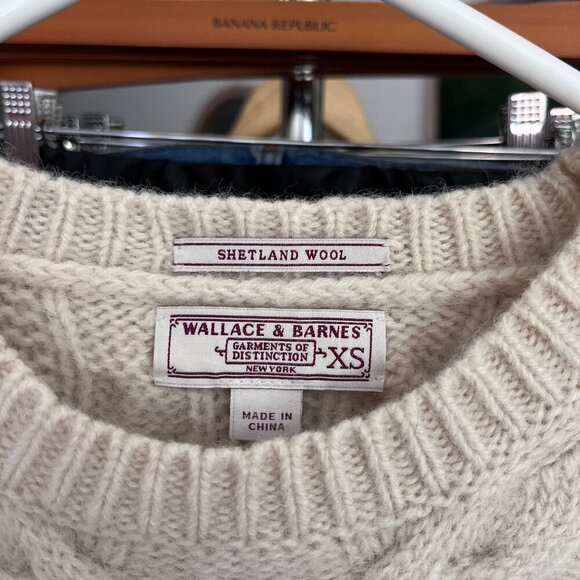 BANANA REPUBLIC
SHETLAND WOOL
WALLACE & BARNES
GARMENTS OF
DISTINCTION
XS
NEW YORK
MADE IN
CHINA